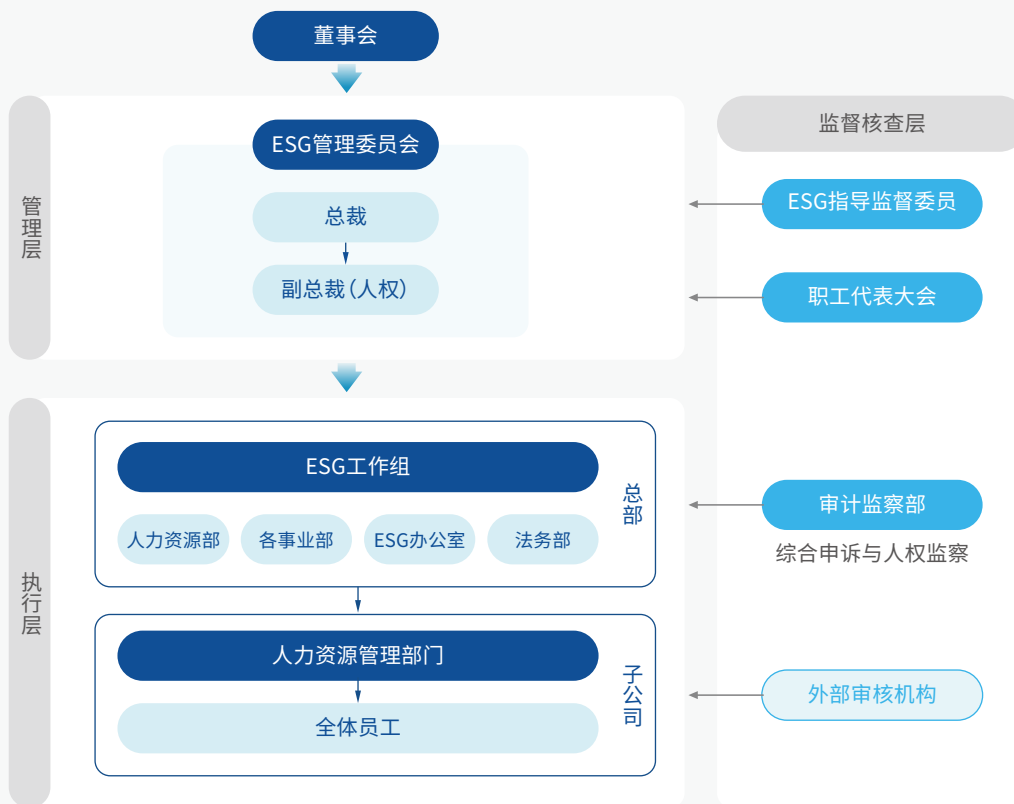 董事会
管理层
ESG管理委员会
总裁
副总裁(人权)
监督核查层
ESG指导监督委员
职工代表大会
执行层
ESG工作组
人力资源部
各事业部
ESG办公室
法务部
总部
审计监察部
综合申诉与人权监察
人力资源管理部门
全体员工
子公司
外部审核机构